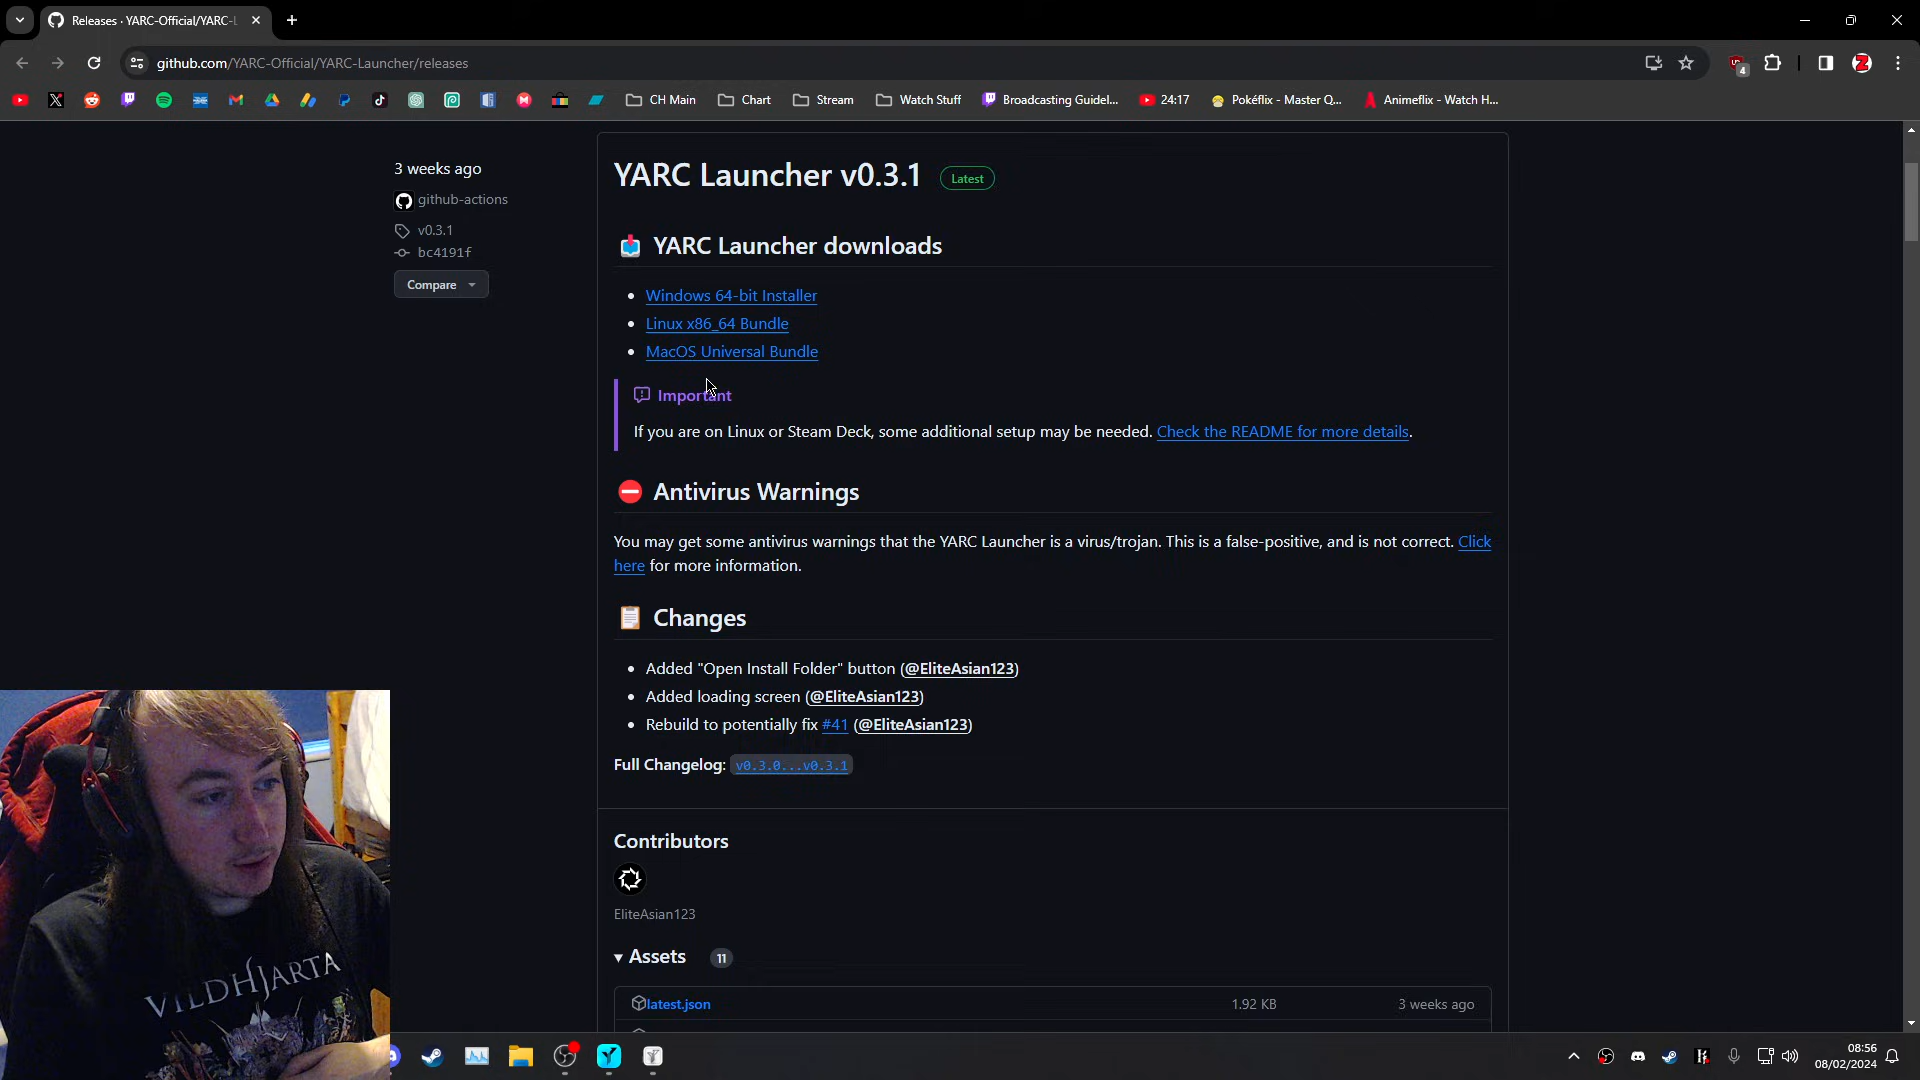 Releases · YARC-Official/YARC-L
github.com/YARC-Official/YARC-Launcher/releases
4
CH Main
Chart
Stream
Watch Stuff
Broadcasting Guidel...
24:17
Pokéflix - Master Q...
Animeflix - Watch H...
3 weeks ago
github-actions
v0.3.1
bc4191f
Compare
YARC Launcher v0.3.1 Latest
YARC Launcher downloads
Windows 64-bit Installer
Linux x86_64 Bundle
MacOS Universal Bundle
Important
If you are on Linux or Steam Deck, some additional setup may be needed. Check the README for more details.
Antivirus Warnings
You may get some antivirus warnings that the YARC Launcher is a virus/trojan. This is a false-positive, and is not correct. Click
here for more information.
Changes
Added "Open Install Folder" button (@EliteAsian123)
Added loading screen (@EliteAsian123)
Rebuild to potentially fix #41 (@EliteAsian123)
Full Changelog: v0.3.0...v0.3.1
Contributors
EliteAsian123
Assets 11
latest.json 1.92 KB 3 weeks ago
VILDHJARTA
08:56
08/02/2024